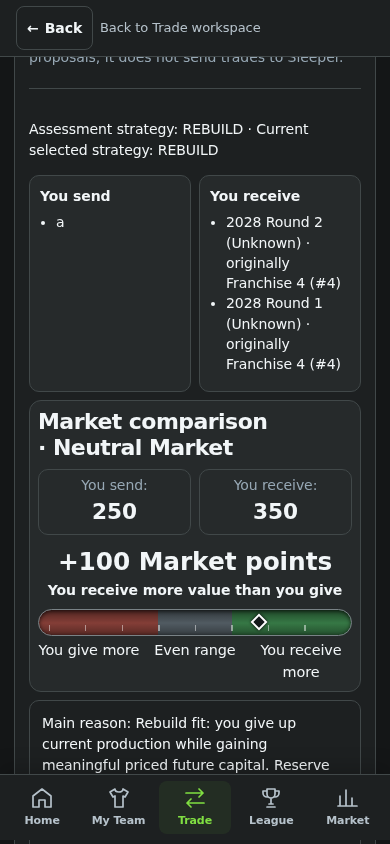 ← Back Back to Trade workspace
proposals; it does not send trades to Sleeper.
Assessment strategy: REBUILD · Current
selected strategy: REBUILD
You send
• a
You receive
• 2028 Round 2
(Unknown) ·
originally
Franchise 4 (#4)
• 2028 Round 1
(Unknown) ·
originally
Franchise 4 (#4)
Market comparison
· Neutral Market
You send:
250
You receive:
350
+100 Market points
You receive more value than you give
You give more Even range You receive
more
Main reason: Rebuild fit: you give up
current production while gaining
meaningful priced future capital. Reserve
Home My Team Trade League Market